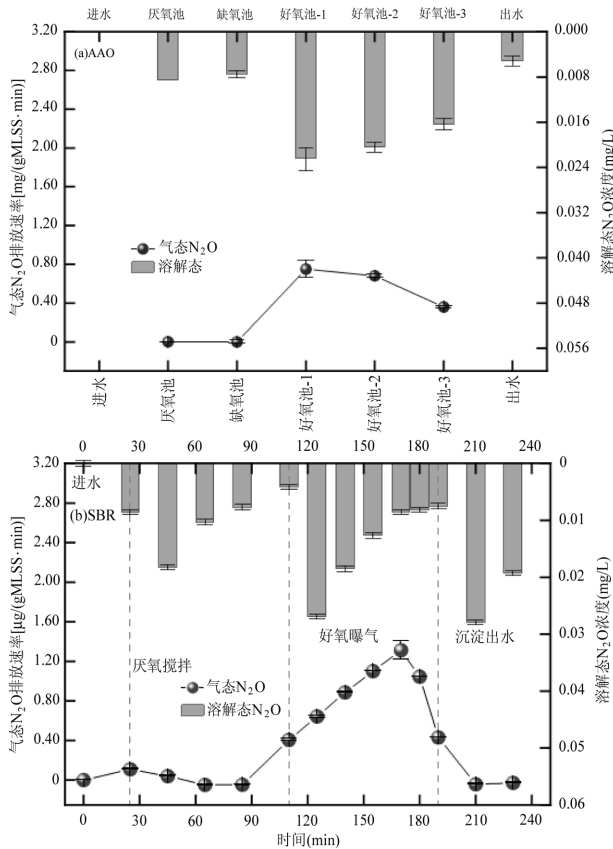 进水 厌氧池 缺氧池 好氧池-1 好氧池-2 好氧池-3 出水
3.20 2.80 2.40 2.00 1.60 1.20 0.80 0.40 0
气态N₂O排放速率[mg/(gMLSS·min)]
(a)AAO
气态N₂O
溶解态
0.000 0.008 0.016 0.024 0.032 0.040 0.048 0.056
溶解态N₂O浓度(mg/L)
进水 厌氧池 缺氧池 好氧池-1 好氧池-2 好氧池-3 出水
0 30 60 90 120 150 180 210 240
3.20 2.80 2.40 2.00 1.60 1.20 0.80 0.40 0
气态N₂O排放速率[μg/(gMLSS·min)]
进水
(b)SBR
好氧曝气 沉淀出水
厌氧搅拌
气态N₂O
溶解态N₂O
0 0.01 0.02 0.03 0.04 0.05 0.06
溶解态N₂O浓度(mg/L)
0 30 60 90 120 150 180 210 240
时间(min)